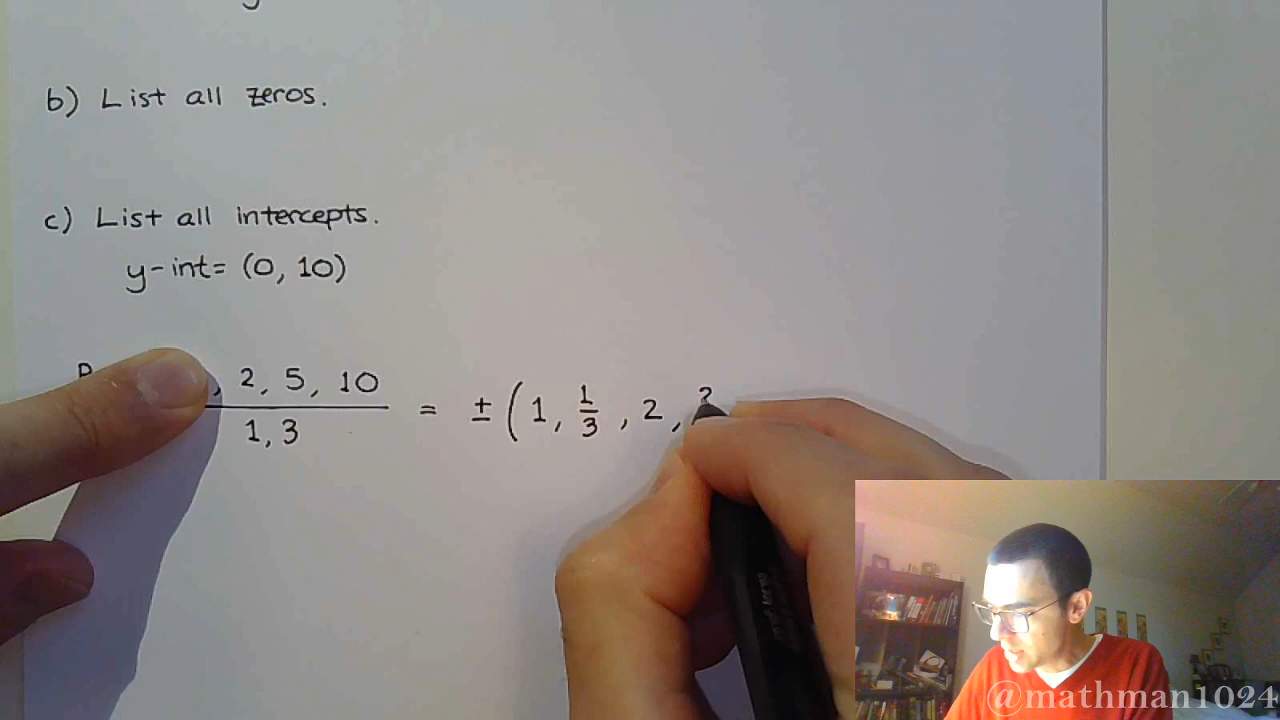 b) List all zeros.
c) List all intercepts.
y-int= (0, 10)
, 2, 5, 10
1, 3
= ± (1, 1/3, 2,
@mathman1024